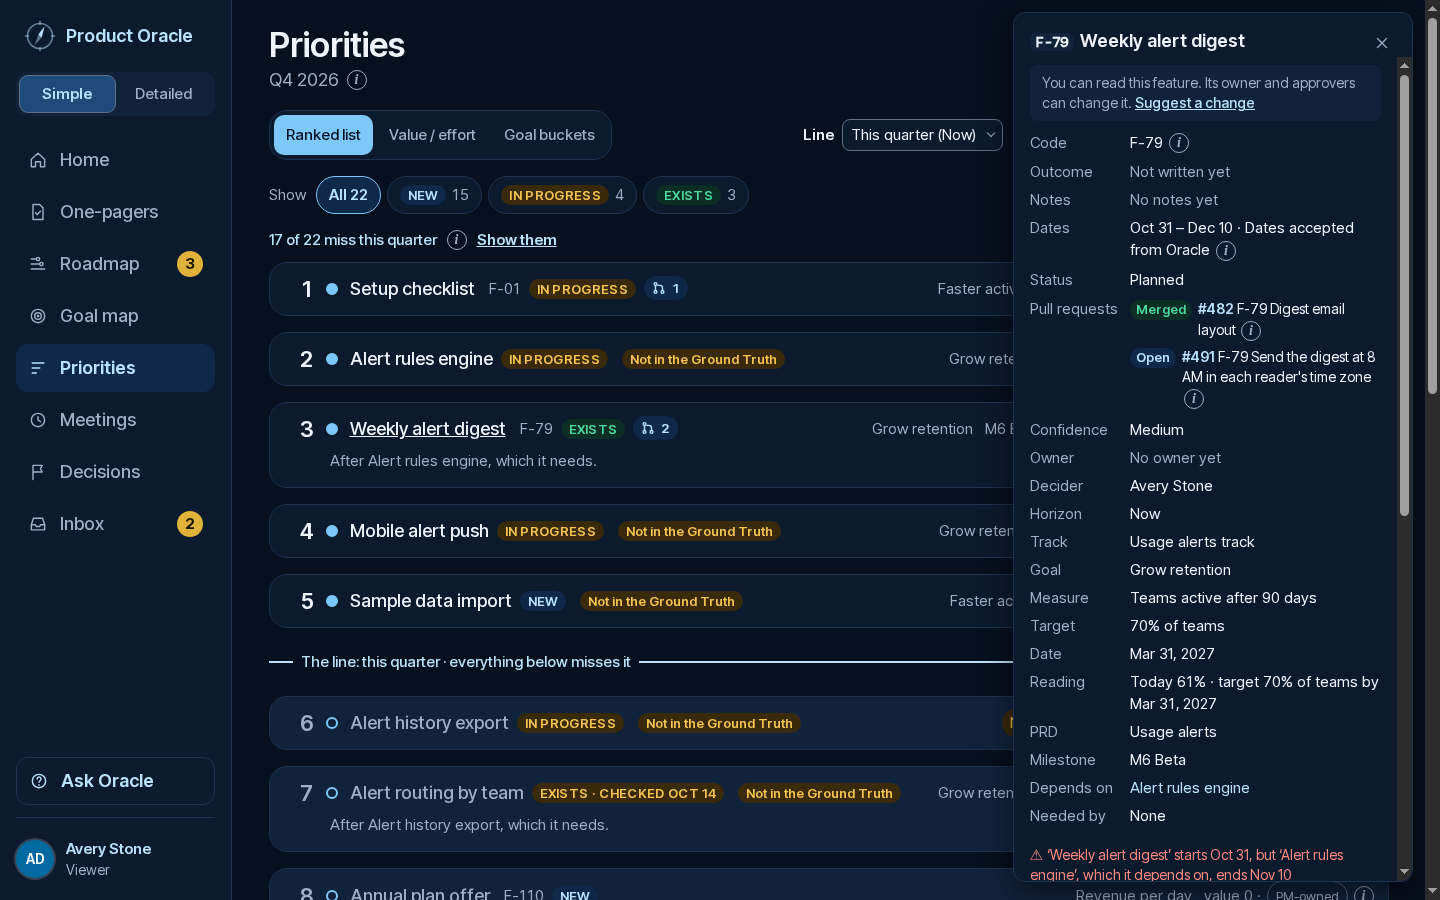 Product Oracle
Simple
Detailed
Home
One-pagers
Roadmap 3
Goal map
Priorities
Meetings
Decisions
Inbox 2
Ask Oracle
AD
Avery Stone
Viewer
Priorities
Q4 2026 i
Ranked list
Value / effort
Goal buckets
Line This quarter (Now)
Show All 22 NEW 15 IN PROGRESS 4 EXISTS 3
17 of 22 miss this quarter i Show them
1 Setup checklist F-01 IN PROGRESS 1 Faster activ
2 Alert rules engine IN PROGRESS Not in the Ground Truth Grow rete
3 Weekly alert digest F-79 EXISTS 2 Grow retention M6 B
After Alert rules engine, which it needs.
4 Mobile alert push IN PROGRESS Not in the Ground Truth Grow reten
5 Sample data import NEW Not in the Ground Truth Faster ac
The line: this quarter · everything below misses it
6 Alert history export IN PROGRESS Not in the Ground Truth
7 Alert routing by team EXISTS · CHECKED OCT 14 Not in the Ground Truth Grow reten
After Alert history export, which it needs.
8 Annual plan offer F-110 NEW Revenue per day value 0 · PM-owned i
F-79 Weekly alert digest
You can read this feature. Its owner and approvers
can change it. Suggest a change
Code F-79 i
Outcome Not written yet
Notes No notes yet
Dates Oct 31 – Dec 10 · Dates accepted
from Oracle i
Status Planned
Pull requests Merged #482 F-79 Digest email
layout i
Open #491 F-79 Send the digest at 8
AM in each reader's time zone
i
Confidence Medium
Owner No owner yet
Decider Avery Stone
Horizon Now
Track Usage alerts track
Goal Grow retention
Measure Teams active after 90 days
Target 70% of teams
Date Mar 31, 2027
Reading Today 61% · target 70% of teams by
Mar 31, 2027
PRD Usage alerts
Milestone M6 Beta
Depends on Alert rules engine
Needed by None
⚠ ‘Weekly alert digest’ starts Oct 31, but ‘Alert rules
engine’, which it depends on, ends Nov 10